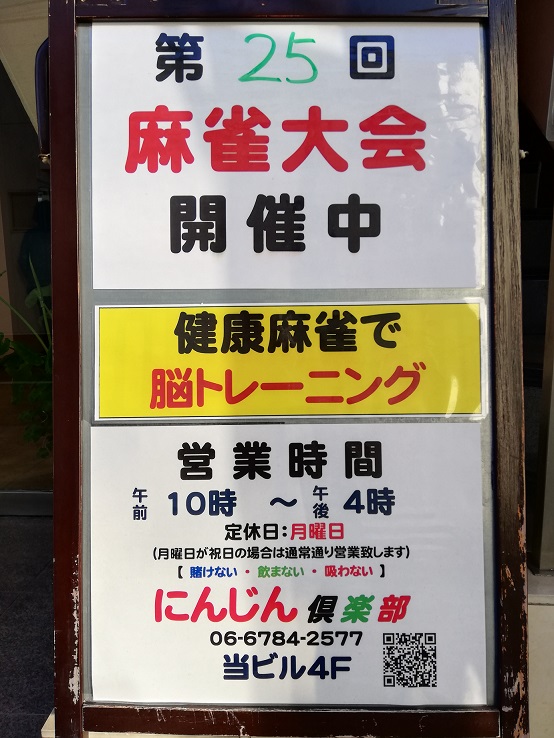 第 25 回
麻雀大会
開催中
健康麻雀で
脳トレーニング
営業時間
午前 10時 ～ 午後 4時
定休日：月曜日
(月曜日が祝日の場合は通常通り営業致します)
【 賭けない・飲まない・吸わない 】
にんじん倶楽部
06-6784-2577
当ビル4F